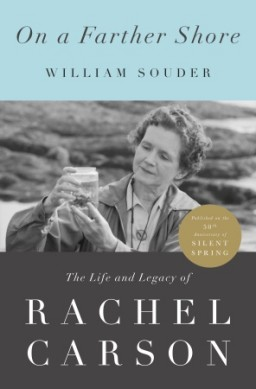 On a Farther Shore
WILLIAM SOUDER
Published on the
50th
Anniversary of
SILENT
SPRING
The Life and Legacy of
RACHEL
CARSON